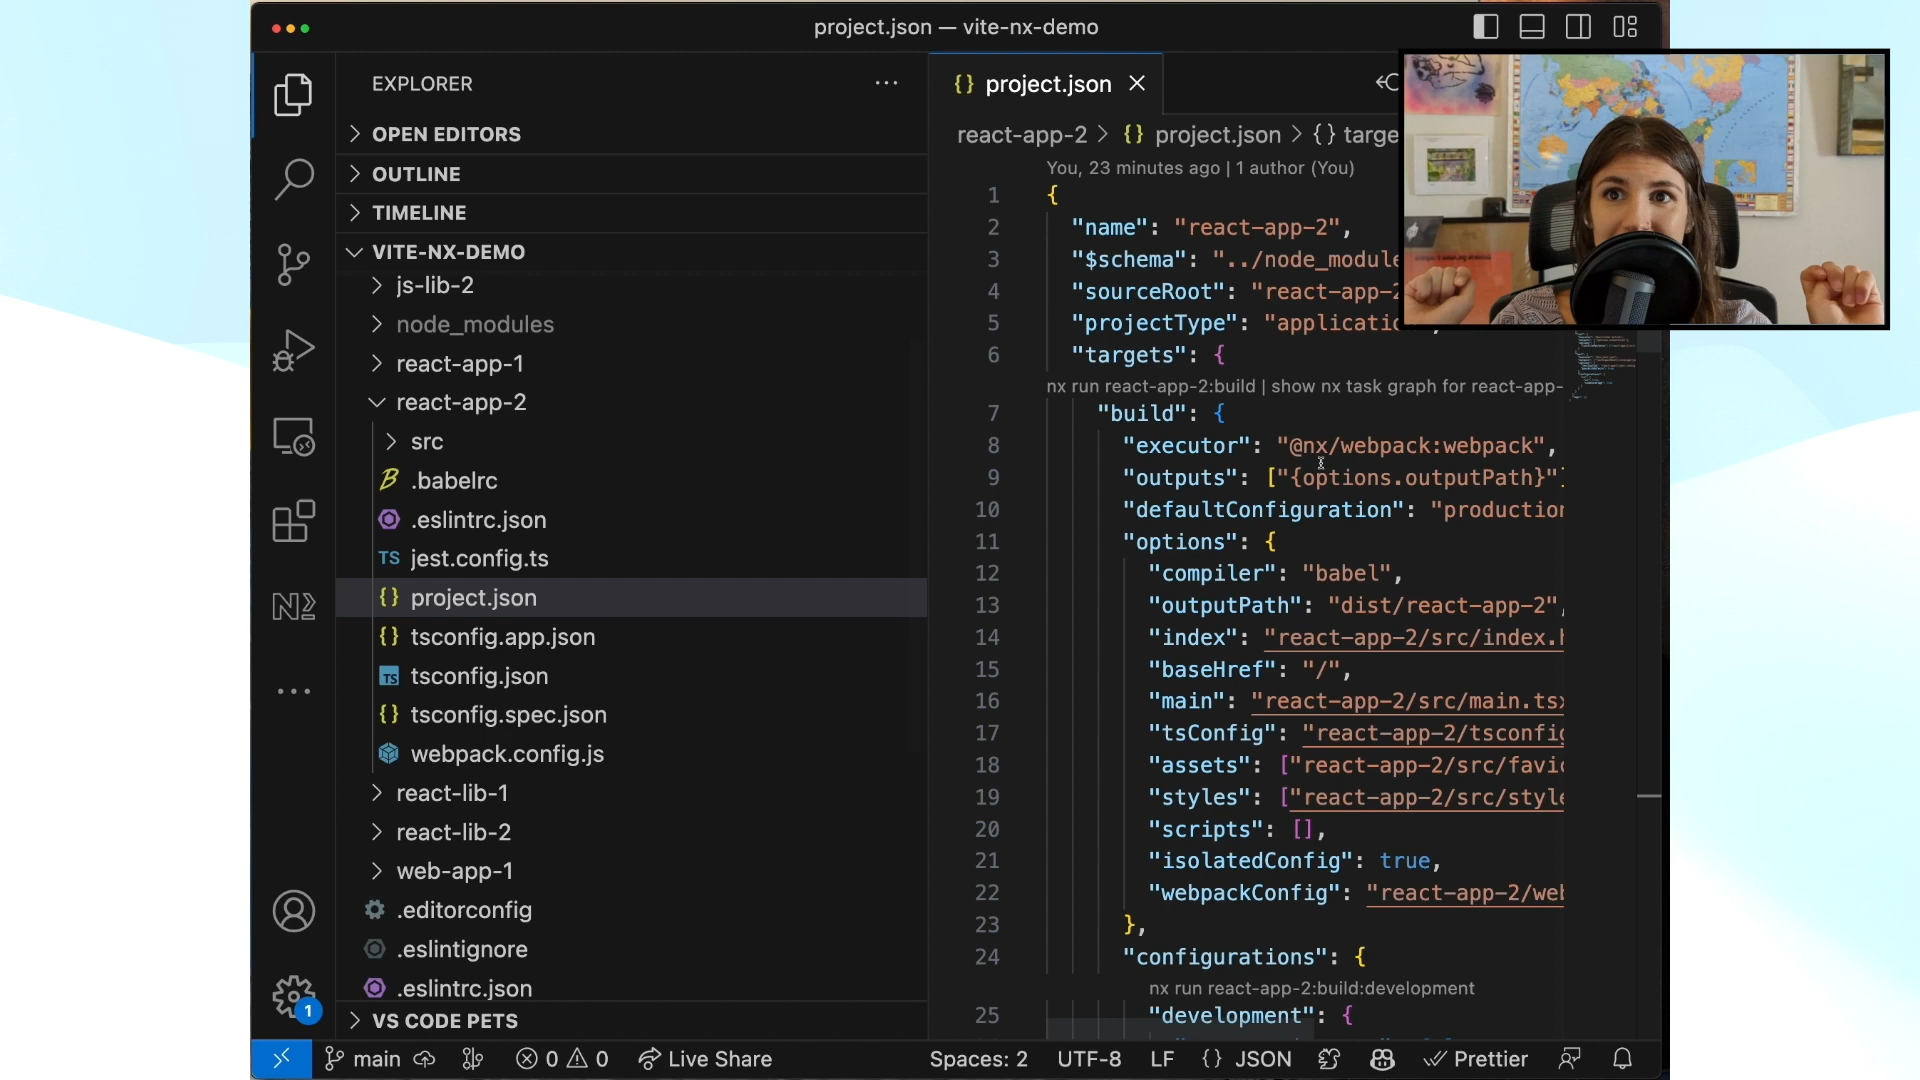 project.json — vite-nx-demo
EXPLORER
OPEN EDITORS
OUTLINE
TIMELINE
VITE-NX-DEMO
js-lib-2
node_modules
react-app-1
react-app-2
src
.babelrc
.eslintrc.json
TS jest.config.ts
{} project.json
{} tsconfig.app.json
TS tsconfig.json
{} tsconfig.spec.json
webpack.config.js
react-lib-1
react-lib-2
web-app-1
.editorconfig
.eslintignore
.eslintrc.json
VS CODE PETS
1
{} project.json
react-app-2 > {} project.json > {} targe
You, 23 minutes ago | 1 author (You)
1 {
2 "name": "react-app-2",
3 "$schema": "../node_module
4 "sourceRoot": "react-app-2
5 "projectType": "applicatio
6 "targets": {
nx run react-app-2:build | show nx task graph for react-app-
7 "build": {
8 "executor": "@nx/webpack:webpack",
9 "outputs": ["{options.outputPath}"]
10 "defaultConfiguration": "production
11 "options": {
12 "compiler": "babel",
13 "outputPath": "dist/react-app-2",
14 "index": "react-app-2/src/index.h
15 "baseHref": "/",
16 "main": "react-app-2/src/main.tsx
17 "tsConfig": "react-app-2/tsconfig
18 "assets": ["react-app-2/src/favic
19 "styles": ["react-app-2/src/style
20 "scripts": [],
21 "isolatedConfig": true,
22 "webpackConfig": "react-app-2/web
23 },
24 "configurations": {
nx run react-app-2:build:development
25 "development": {
main
0
0
Live Share
Spaces: 2
UTF-8
LF
{} JSON
Prettier